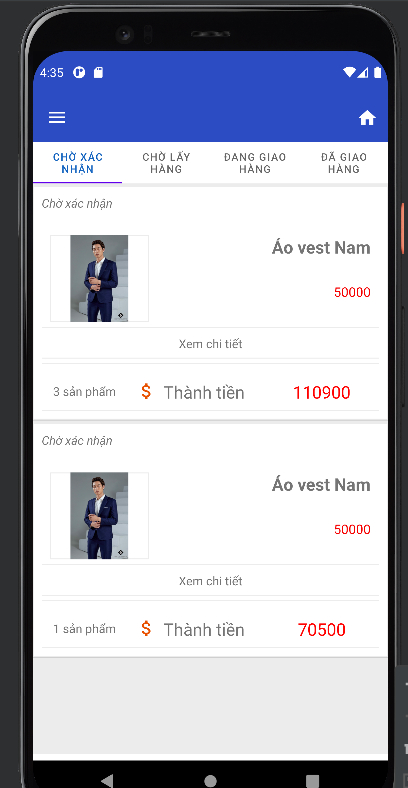 4:35
CHỜ XÁC
NHẬN
CHỜ LẤY
HÀNG
ĐANG GIAO
HÀNG
ĐÃ GIAO
HÀNG
Chờ xác nhận
Áo vest Nam
50000
Xem chi tiết
3 sản phẩm $ Thành tiền 110900
Chờ xác nhận
Áo vest Nam
50000
Xem chi tiết
1 sản phẩm $ Thành tiền 70500